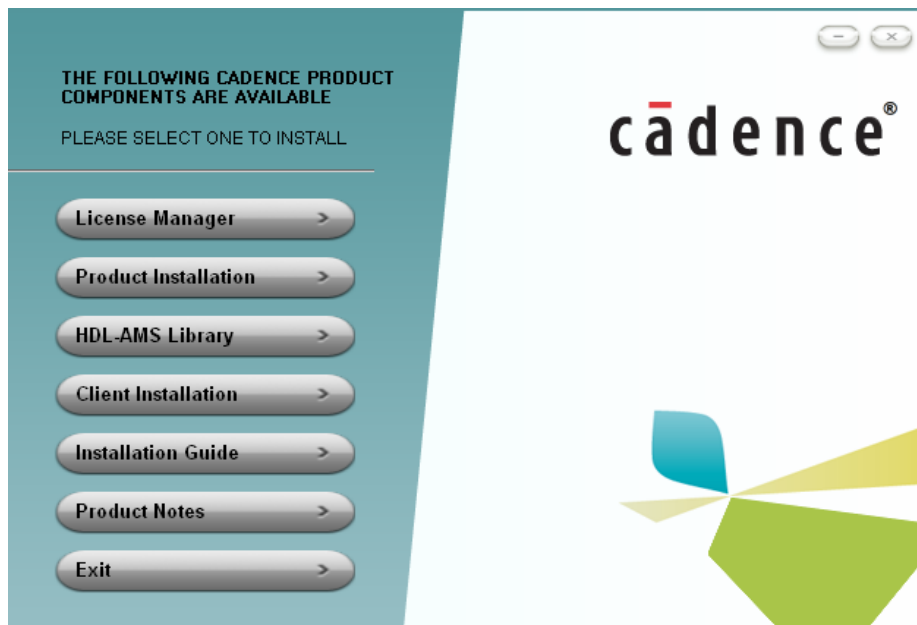 THE FOLLOWING CADENCE PRODUCT
COMPONENTS ARE AVAILABLE
PLEASE SELECT ONE TO INSTALL
License Manager
Product Installation
HDL-AMS Library
Client Installation
Installation Guide
Product Notes
Exit
cādence®